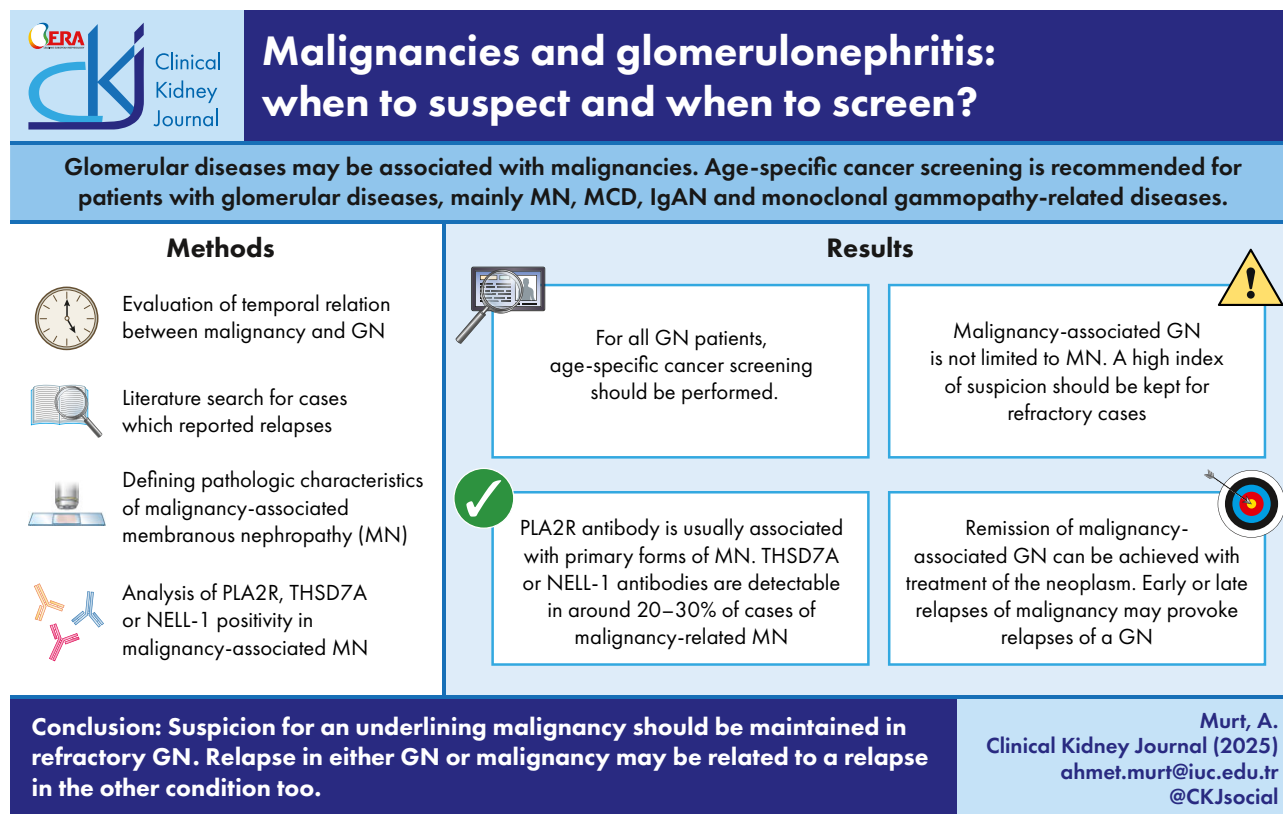 ERA
CKJ
Clinical
Kidney
Journal
Malignancies and glomerulonephritis:
when to suspect and when to screen?
Glomerular diseases may be associated with malignancies. Age-specific cancer screening is recommended for
patients with glomerular diseases, mainly MN, MCD, IgAN and monoclonal gammopathy-related diseases.
Methods
Evaluation of temporal relation
between malignancy and GN
Literature search for cases
which reported relapses
Defining pathologic characteristics
of malignancy-associated
membranous nephropathy (MN)
Analysis of PLA2R, THSD7A
or NELL-1 positivity in
malignancy-associated MN
Results
For all GN patients,
age-specific cancer screening
should be performed.
Malignancy-associated GN
is not limited to MN. A high index
of suspicion should be kept for
refractory cases
PLA2R antibody is usually associated
with primary forms of MN. THSD7A
or NELL-1 antibodies are detectable
in around 20–30% of cases of
malignancy-related MN
Remission of malignancy-
associated GN can be achieved with
treatment of the neoplasm. Early or late
relapses of malignancy may provoke
relapses of a GN
Conclusion: Suspicion for an underlining malignancy should be maintained in
refractory GN. Relapse in either GN or malignancy may be related to a relapse
in the other condition too.
Murt, A.
Clinical Kidney Journal (2025)
ahmet.murt@iuc.edu.tr
@CKJsocial